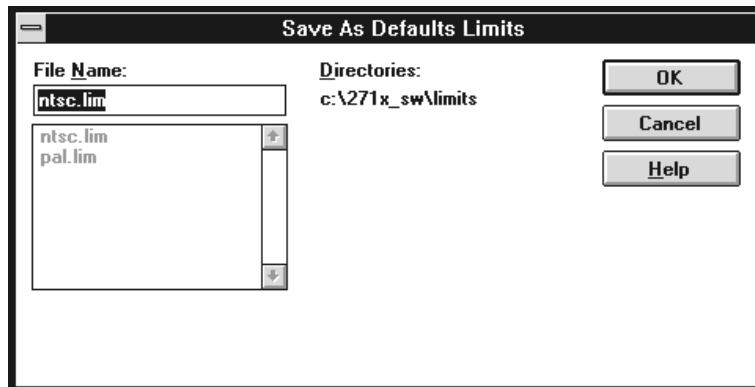 Save As Defaults Limits
File Name:
ntsc.lim
ntsc.lim
pal.lim
Directories:
c:\271x_sw\limits
OK
Cancel
Help